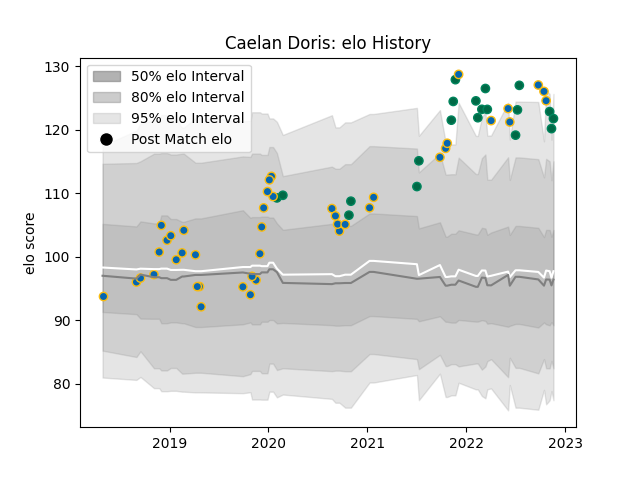 Caelan Doris: elo History
50% elo Interval
80% elo Interval
95% elo Interval
Post Match elo
elo score
130
120
110
100
90
80
2019
2020
2021
2022
2023